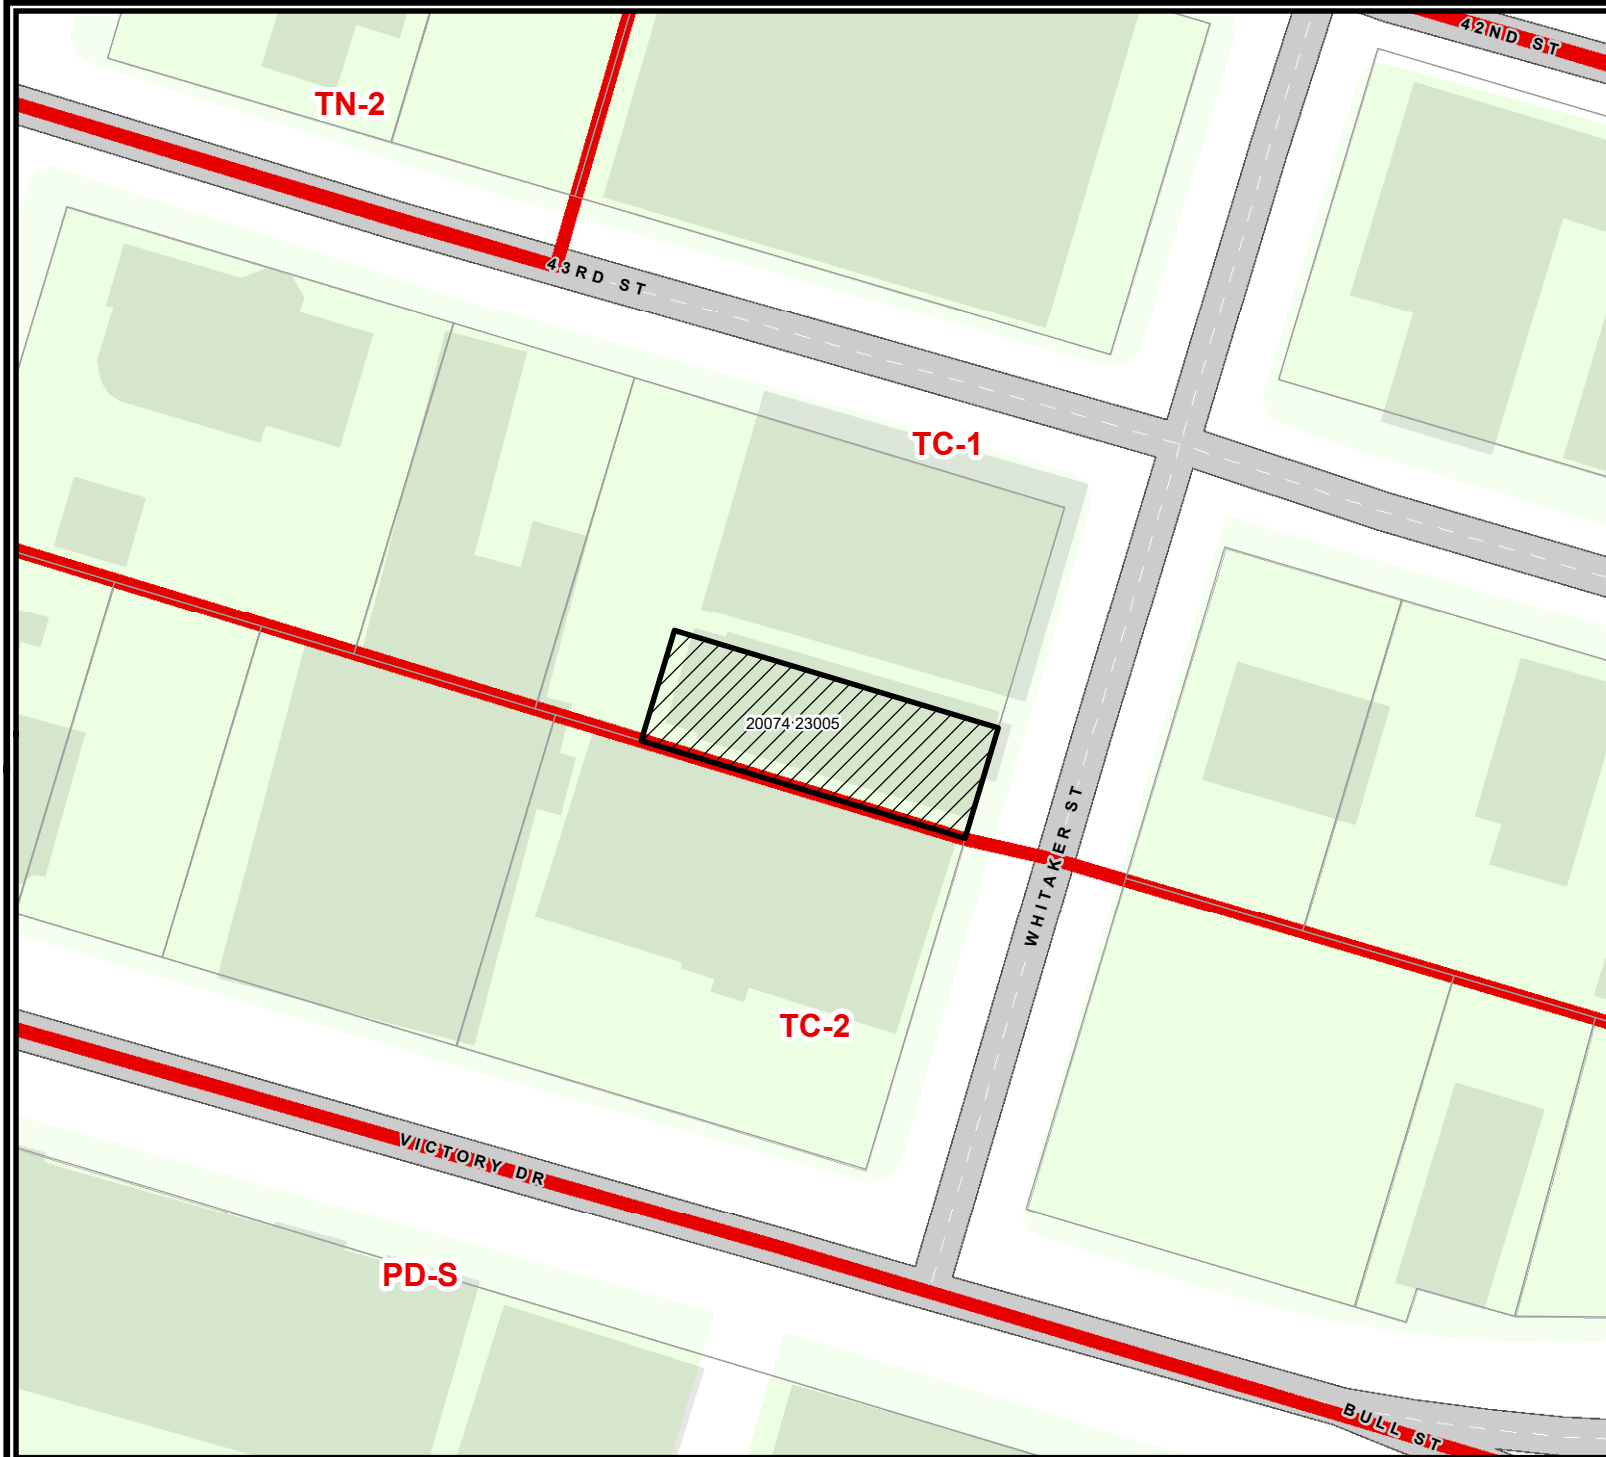 42ND ST
TN-2
43RD ST
TC-1
20074 23005
WHITAKER ST
TC-2
VICTORY DR
PD-S
BULL ST